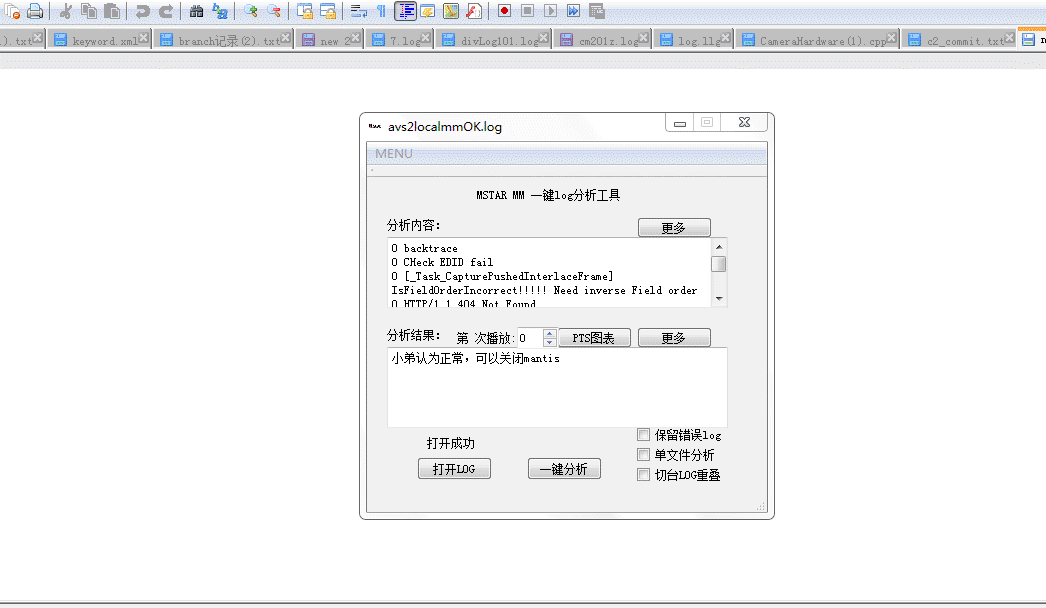 ) txt
keyword.xml
branch记录(2).txt
new 2
7.log
divLog101.log
cm201z.log
log.llg
CameraHardware(1).cpp
c2_commit.txt
avs2localmmOK.log
MENU
MSTAR MM 一键log分析工具
分析内容:
更多
0 backtrace
0 CHeck EDID fail
0 [_Task_CapturePushedInterlaceFrame]
IsFieldOrderIncorrect!!!!! Need inverse Field order
0 HTTP/1.1 404 Not Found
分析结果:
第 次播放:
0
PTS图表
更多
小弟认为正常，可以关闭mantis
保留错误log
打开成功
单文件分析
打开LOG
一键分析
切台LOG重叠